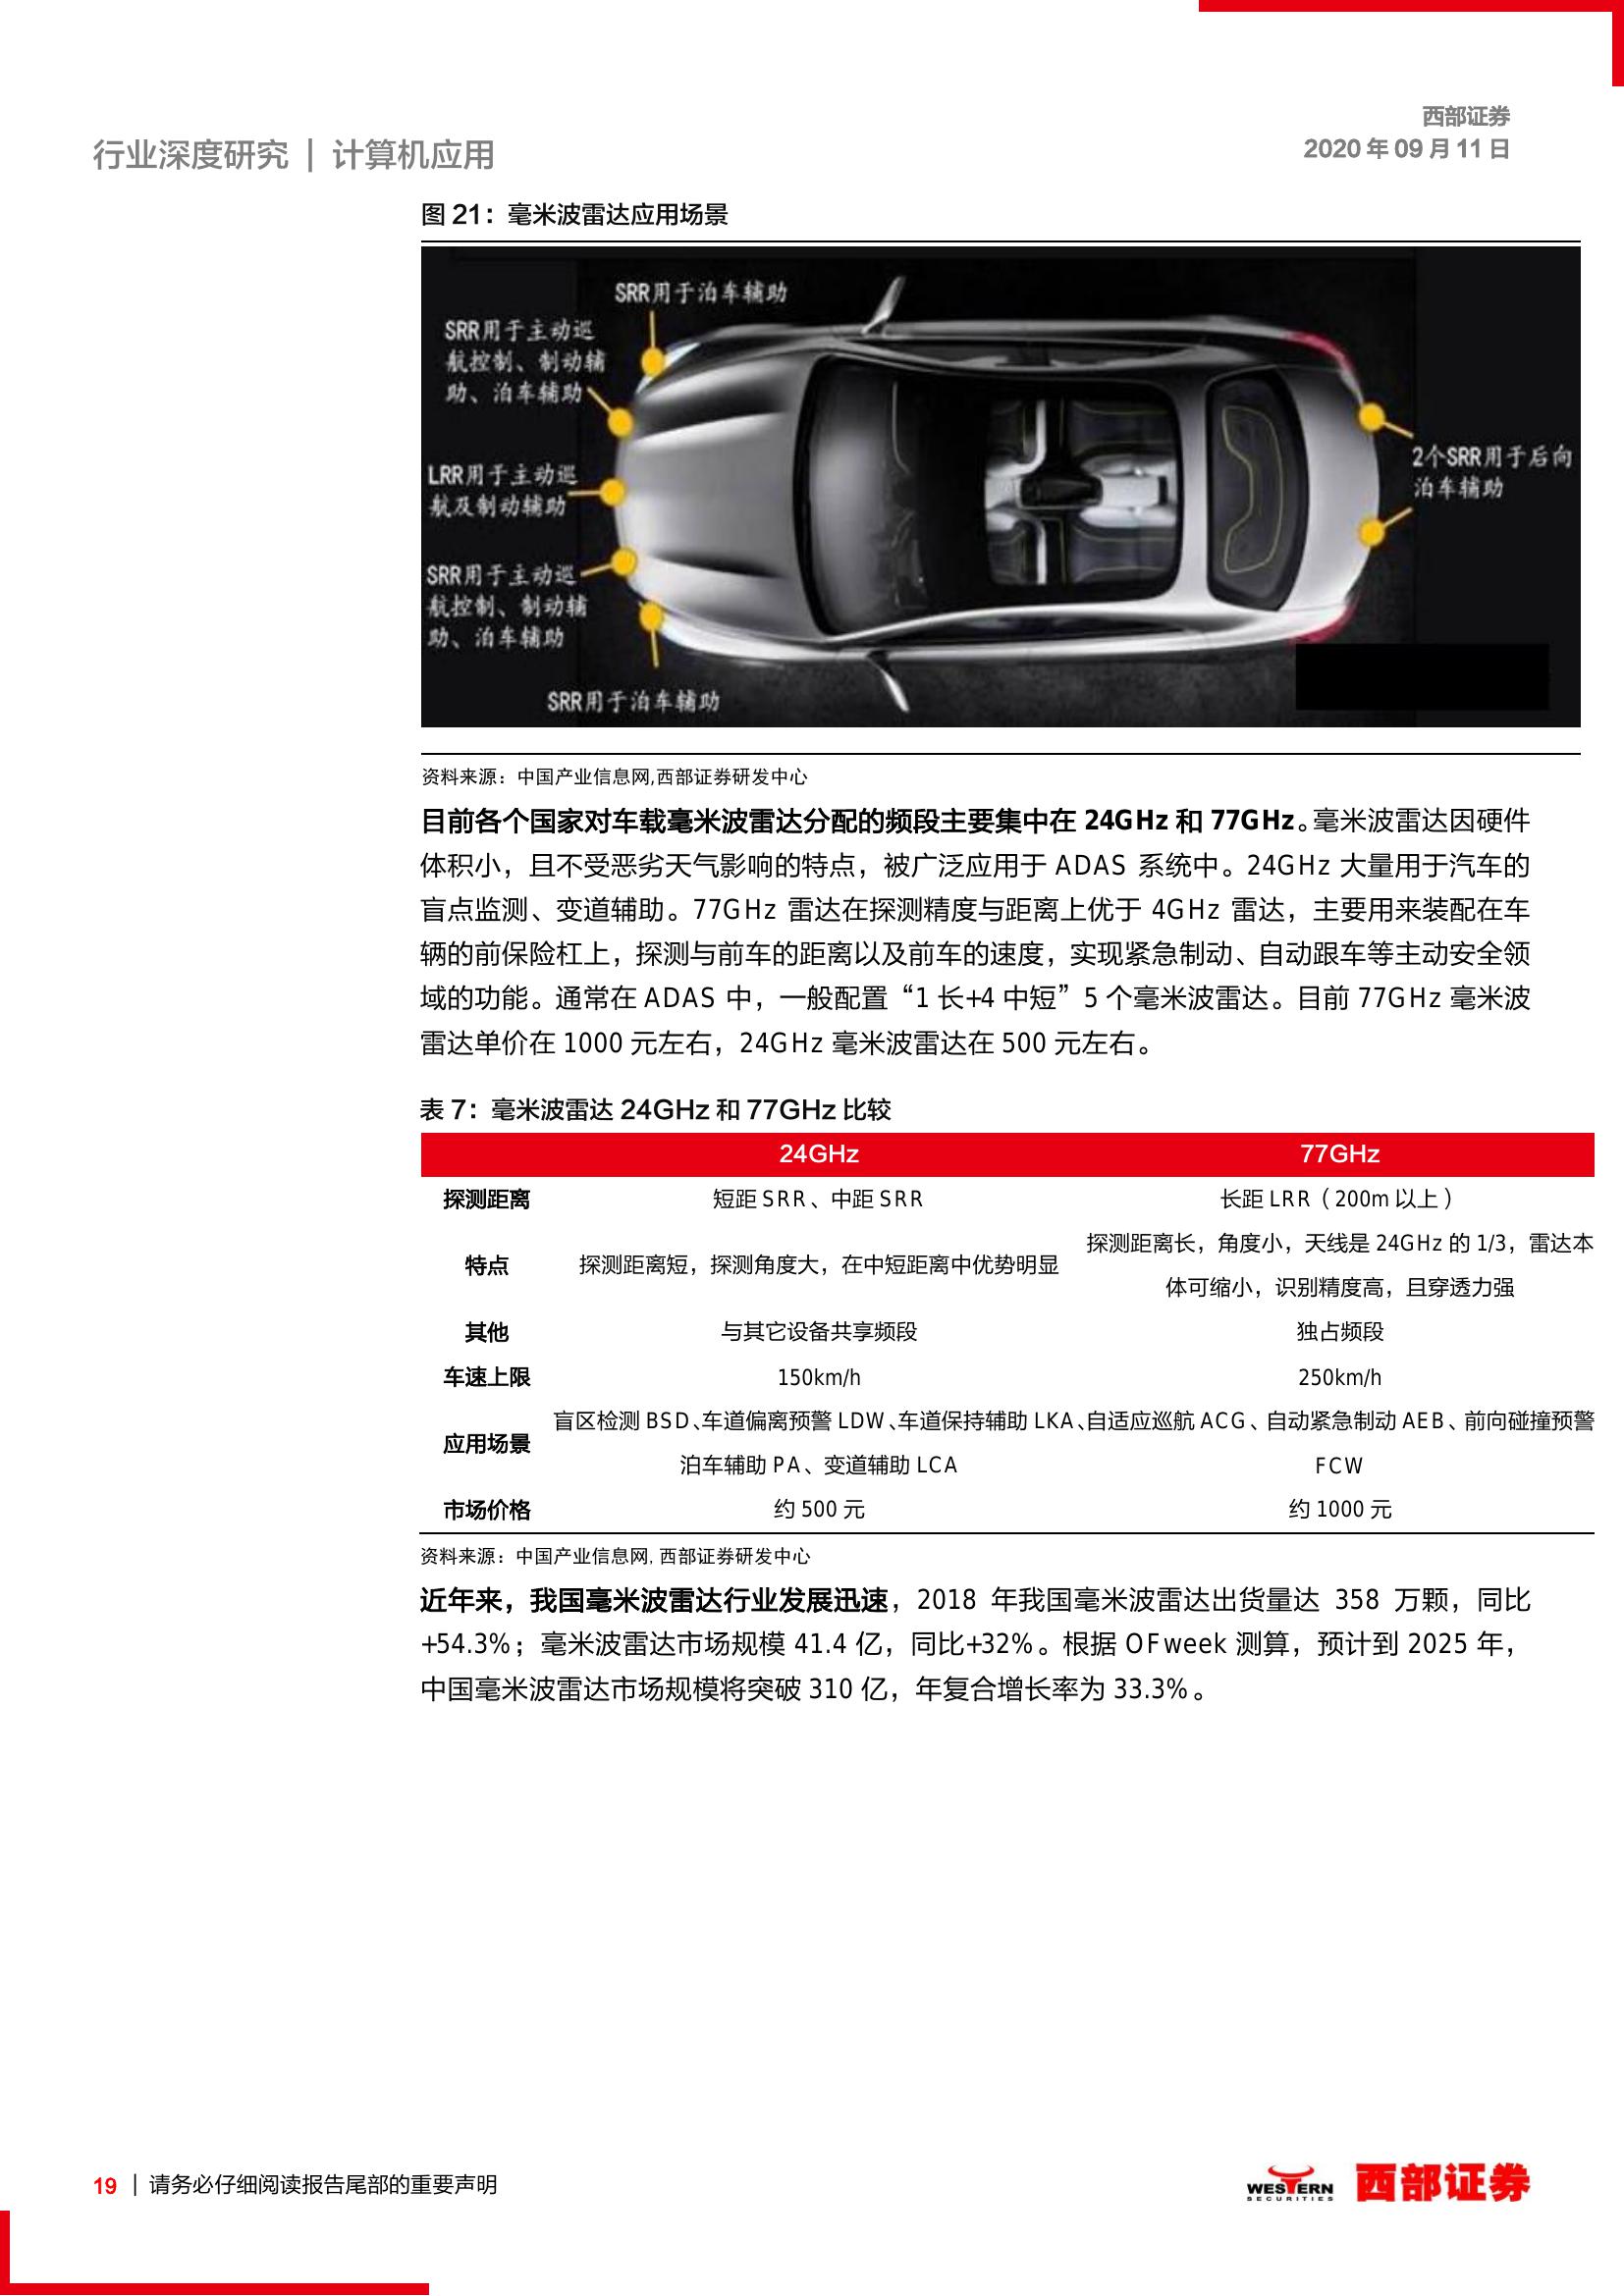 西部证券
2020 年 09 月 11 日
行业深度研究 | 计算机应用
图 21：毫米波雷达应用场景
SRR用于泊车辅助
SRR用于主动巡
航控制、制动辅
助、泊车辅助
LRR用于主动巡
航及制动辅助
SRR用于主动巡
航控制、制动辅
助、泊车辅助
SRR用于泊车辅助
2个SRR用于后向
泊车辅助
资料来源：中国产业信息网,西部证券研发中心
目前各个国家对车载毫米波雷达分配的频段主要集中在 24GHz 和 77GHz。毫米波雷达因硬件
体积小，且不受恶劣天气影响的特点，被广泛应用于 ADAS 系统中。24GHz 大量用于汽车的
盲点监测、变道辅助。77GHz 雷达在探测精度与距离上优于 4GHz 雷达，主要用来装配在车
辆的前保险杠上，探测与前车的距离以及前车的速度，实现紧急制动、自动跟车等主动安全领
域的功能。通常在 ADAS 中，一般配置“1 长+4 中短”5 个毫米波雷达。目前 77GHz 毫米波
雷达单价在 1000 元左右，24GHz 毫米波雷达在 500 元左右。
表 7：毫米波雷达 24GHz 和 77GHz 比较
24GHz 77GHz
探测距离 短距 SRR、中距 SRR 长距 LRR（200m 以上）
特点 探测距离短，探测角度大，在中短距离中优势明显 探测距离长，角度小，天线是 24GHz 的 1/3，雷达本
体可缩小，识别精度高，且穿透力强
其他 与其它设备共享频段 独占频段
车速上限 150km/h 250km/h
应用场景 盲区检测 BSD、车道偏离预警 LDW、车道保持辅助 LKA、自适应巡航 ACG、自动紧急制动 AEB、前向碰撞预警
泊车辅助 PA、变道辅助 LCA FCW
市场价格 约 500 元 约 1000 元
资料来源：中国产业信息网,西部证券研发中心
近年来，我国毫米波雷达行业发展迅速，2018 年我国毫米波雷达出货量达 358 万颗，同比
+54.3%；毫米波雷达市场规模 41.4 亿，同比+32%。根据 OFweek 测算，预计到 2025 年，
中国毫米波雷达市场规模将突破 310 亿，年复合增长率为 33.3%。
19 | 请务必仔细阅读报告尾部的重要声明
WESTERN
SECURITIES
西部证券